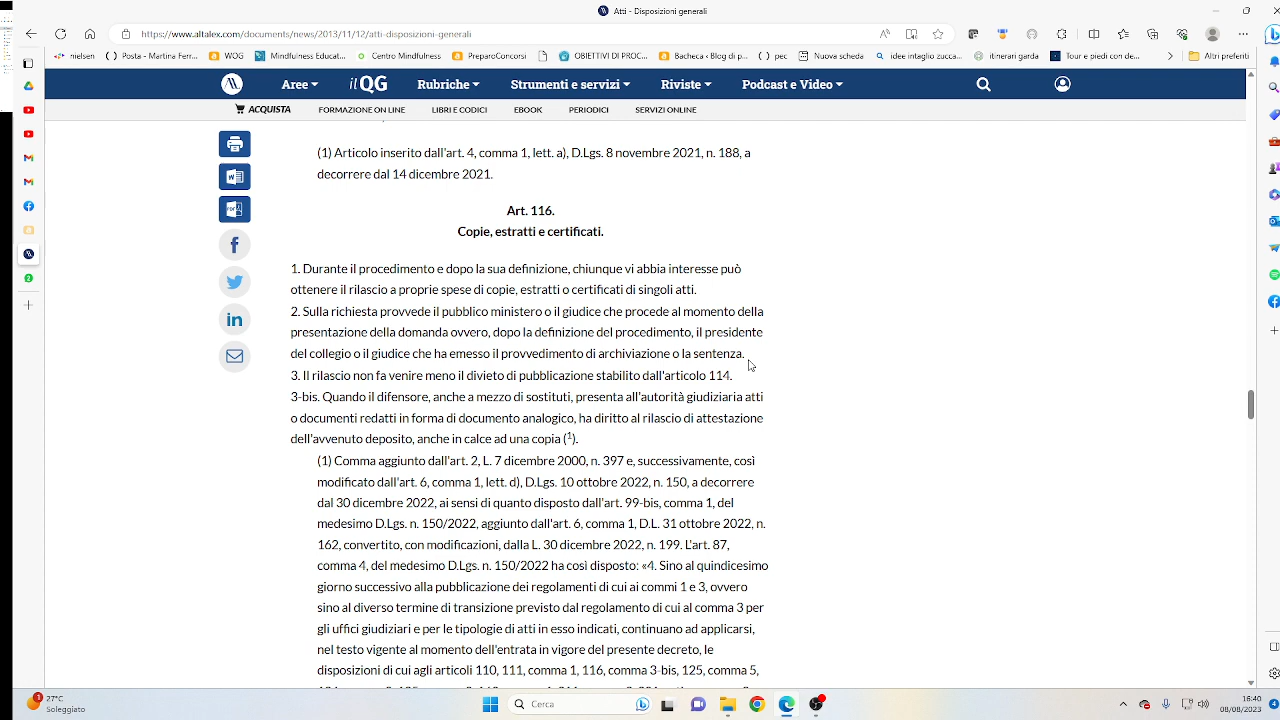 Atti - Disposizioni generali
https://www.altalex.com/documents/news/2013/11/12/atti-disposizioni-generali
Posta - Martina Teri...
WCG
Mindfulness Educat...
Corso Mindfulness:...
PensieroCorpoGesto
OBIETTIVI DI PROC...
Bacheca - Blogger d...
pec
Nuova scheda
idee intaglio zucche...
Tour e predi con de...
Altri preferiti
Aree
QG
Rubriche
Strumenti e servizi
Riviste
Podcast e Video
ACQUISTA
FORMAZIONE ON LINE
LIBRI E CODICI
EBOOK
PERIODICI
SERVIZI ONLINE
(1) Articolo inserito dall'art. 4, comma 1, lett. a), D.Lgs. 8 novembre 2021, n. 188, a
decorrere dal 14 dicembre 2021.
Art. 116.
Copie, estratti e certificati.
1. Durante il procedimento e dopo la sua definizione, chiunque vi abbia interesse può
ottenere il rilascio a proprie spese di copie, estratti o certificati di singoli atti.
2. Sulla richiesta provvede il pubblico ministero o il giudice che procede al momento della
presentazione della domanda ovvero, dopo la definizione del procedimento, il presidente
del collegio o il giudice che ha emesso il provvedimento di archiviazione o la sentenza.
3. Il rilascio non fa venire meno il divieto di pubblicazione stabilito dall'articolo 114.
3-bis. Quando il difensore, anche a mezzo di sostituti, presenta all'autorità giudiziaria atti
o documenti redatti in forma di documento analogico, ha diritto al rilascio di attestazione
dell'avvenuto deposito, anche in calce ad una copia (1).
(1) Comma aggiunto dall'art. 2, L. 7 dicembre 2000, n. 397 e, successivamente, così
modificato dall'art. 6, comma 1, lett. d), D.Lgs. 10 ottobre 2022, n. 150, a decorrere
dal 30 dicembre 2022, ai sensi di quanto disposto dall'art. 99-bis, comma 1, del
medesimo D.Lgs. n. 150/2022, aggiunto dall'art. 6, comma 1, D.L. 31 ottobre 2022, n.
162, convertito, con modificazioni, dalla L. 30 dicembre 2022, n. 199. L'art. 87,
comma 4, del medesimo D.Lgs. n. 150/2022 ha così disposto: «4. Sino al quindicesimo
giorno successivo alla pubblicazione dei regolamenti di cui ai commi 1 e 3, ovvero
sino al diverso termine di transizione previsto dal regolamento di cui al comma 3 per
gli uffici giudiziari e per le tipologie di atti in esso indicati, continuano ad applicarsi,
nel testo vigente al momento dell'entrata in vigore del presente decreto, le
disposizioni di cui agli articoli 110, 111, comma 1, 116, comma 3-bis, 125, comma 5,
27°C
Soleggiato
Cerca
16:40
08/08/2023